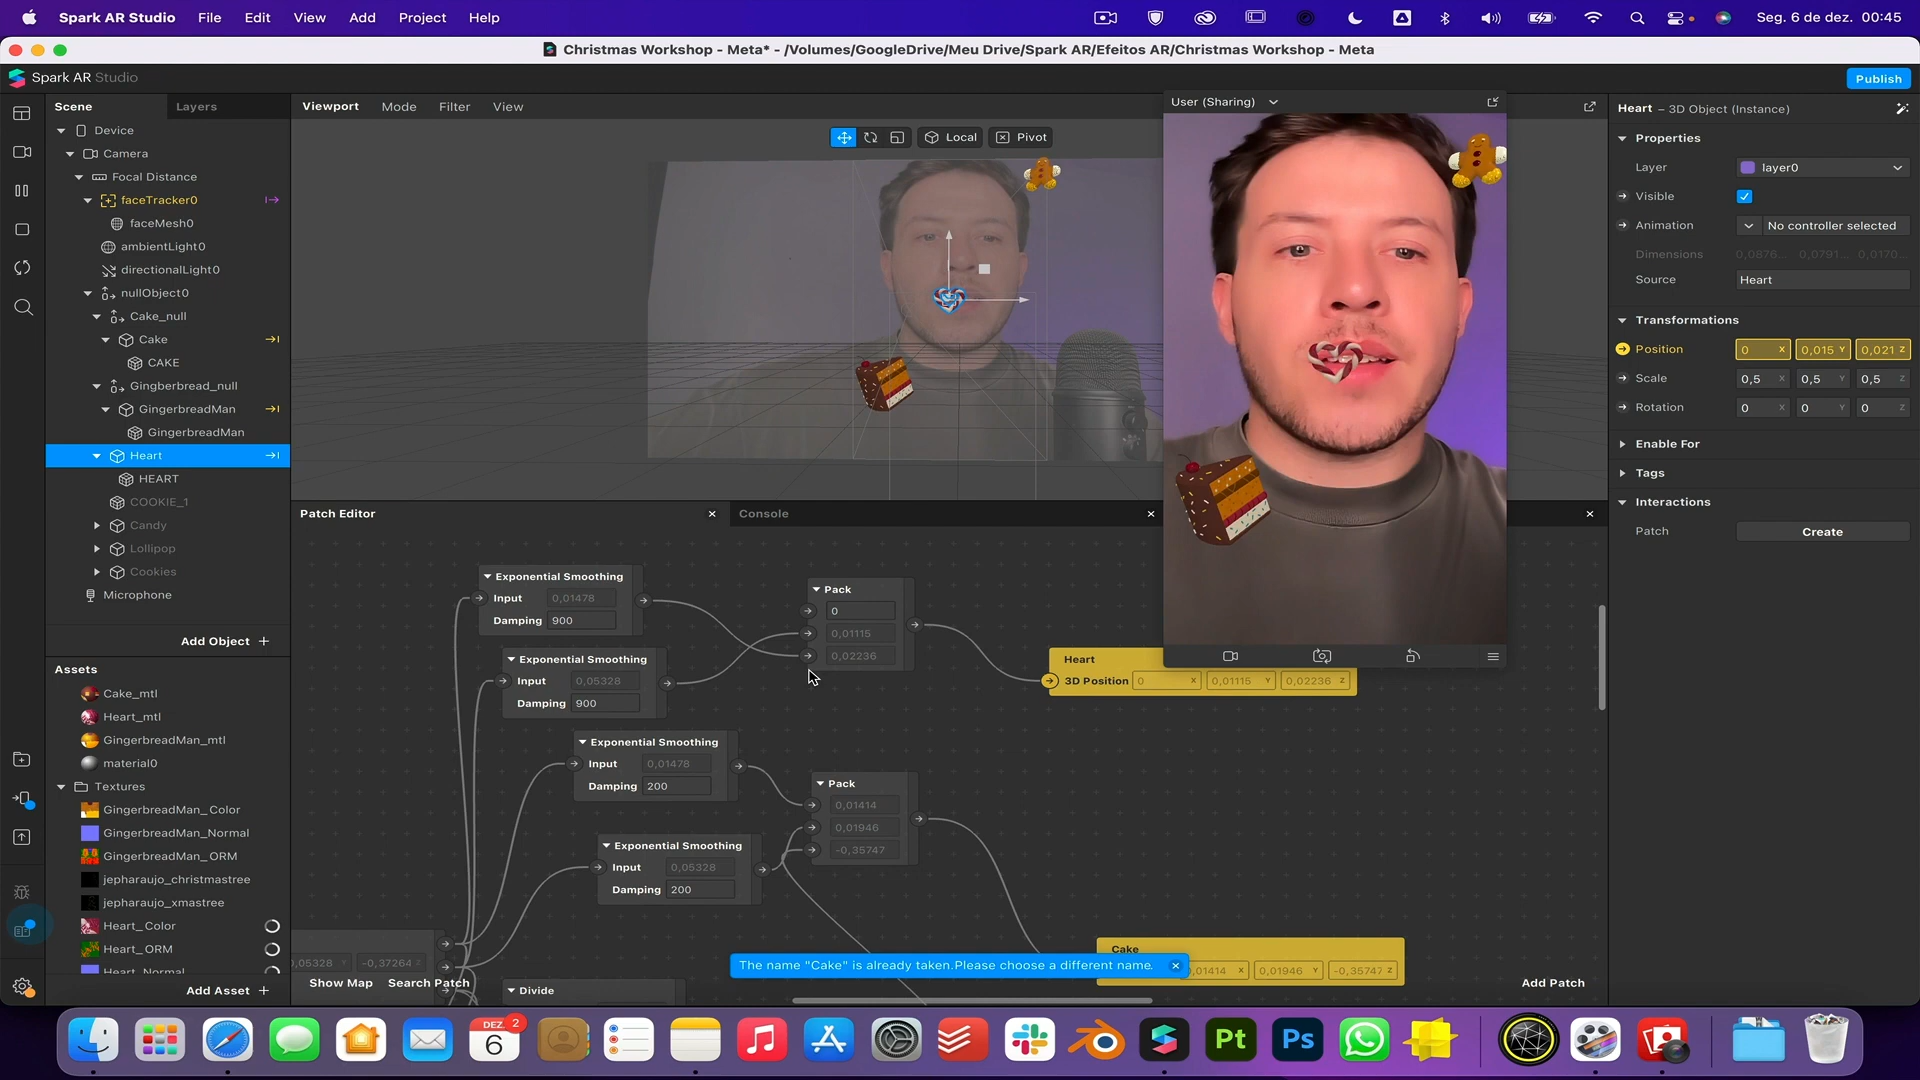 Spark AR Studio File Edit View Add Project Help Seg. 6 de dez. 00:45
Christmas Workshop - Meta* - /Volumes/GoogleDrive/Meu Drive/Spark AR/Efeitos AR/Christmas Workshop - Meta
Spark AR Studio
Publish
Scene
Layers
Device
Camera
Focal Distance
faceTracker0
faceMesh0
ambientLight0
directionalLight0
nullObject0
Cake_null
Cake
CAKE
Gingberbread_null
GingerbreadMan
GingerbreadMan
Heart
HEART
COOKIE_1
Candy
Lollipop
Cookies
Microphone
Add Object +
Assets
Cake_mtl
Heart_mtl
GingerbreadMan_mtl
material0
Textures
GingerbreadMan_Color
GingerbreadMan_Normal
GingerbreadMan_ORM
jepharaujo_christmastree
jepharaujo_xmastree
Heart_Color
Heart_ORM
Heart_Normal
Add Asset +
Viewport Mode Filter View
Local Pivot
User (Sharing)
Patch Editor
Console
Exponential Smoothing
Input 0,01478
Damping 900
Exponential Smoothing
Input 0,05328
Damping 900
Exponential Smoothing
Input 0,01478
Damping 200
Exponential Smoothing
Input 0,05328
Damping 200
Pack
0
0,01115
0,02236
Pack
0,01414
0,01946
-0,35747
Heart
3D Position 0 X 0,01115 Y 0,02236 Z
Cake
0,01414 X 0,01946 Y -0,35747 Z
The name "Cake" is already taken.Please choose a different name.
0,05328 Y -0,37264 Z
Show Map Search Patch
Divide
Add Patch
Heart – 3D Object (Instance)
Properties
Layer layer0
Visible
Animation No controller selected
Dimensions 0,0876... 0,0791... 0,0170...
Source Heart
Transformations
Position 0 X 0,015 Y 0,021 Z
Scale 0,5 X 0,5 Y 0,5 Z
Rotation 0 X 0 Y 0 Z
Enable For
Tags
Interactions
Patch Create
DEZ. 2
6
Pt
Ps